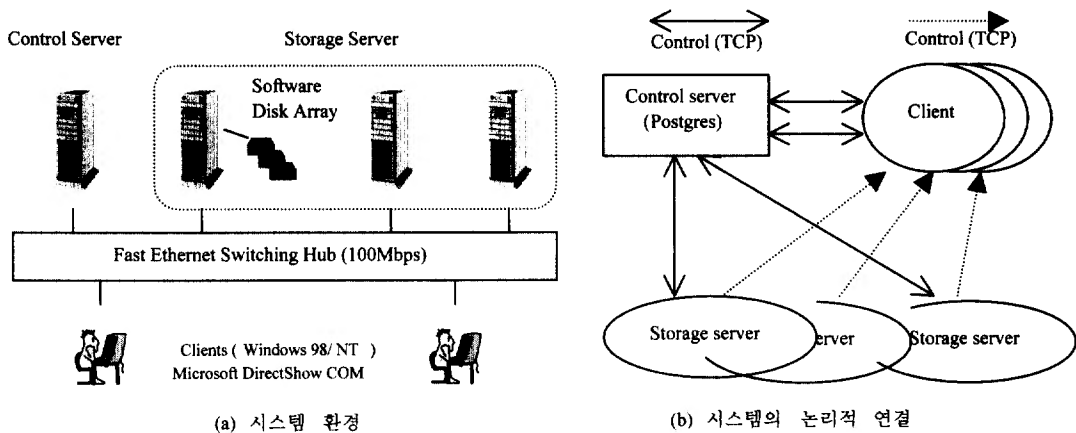 Control Server
Storage Server
Software
Disk Array
Fast Ethernet Switching Hub (100Mbps)
Clients ( Windows 98/ NT )
Microsoft DirectShow COM
(a) 시스템 환경
Control (TCP)
Control (TCP)
Control server
(Postgres)
Client
Storage server
erver
Storage server
(b) 시스템의 논리적 연결